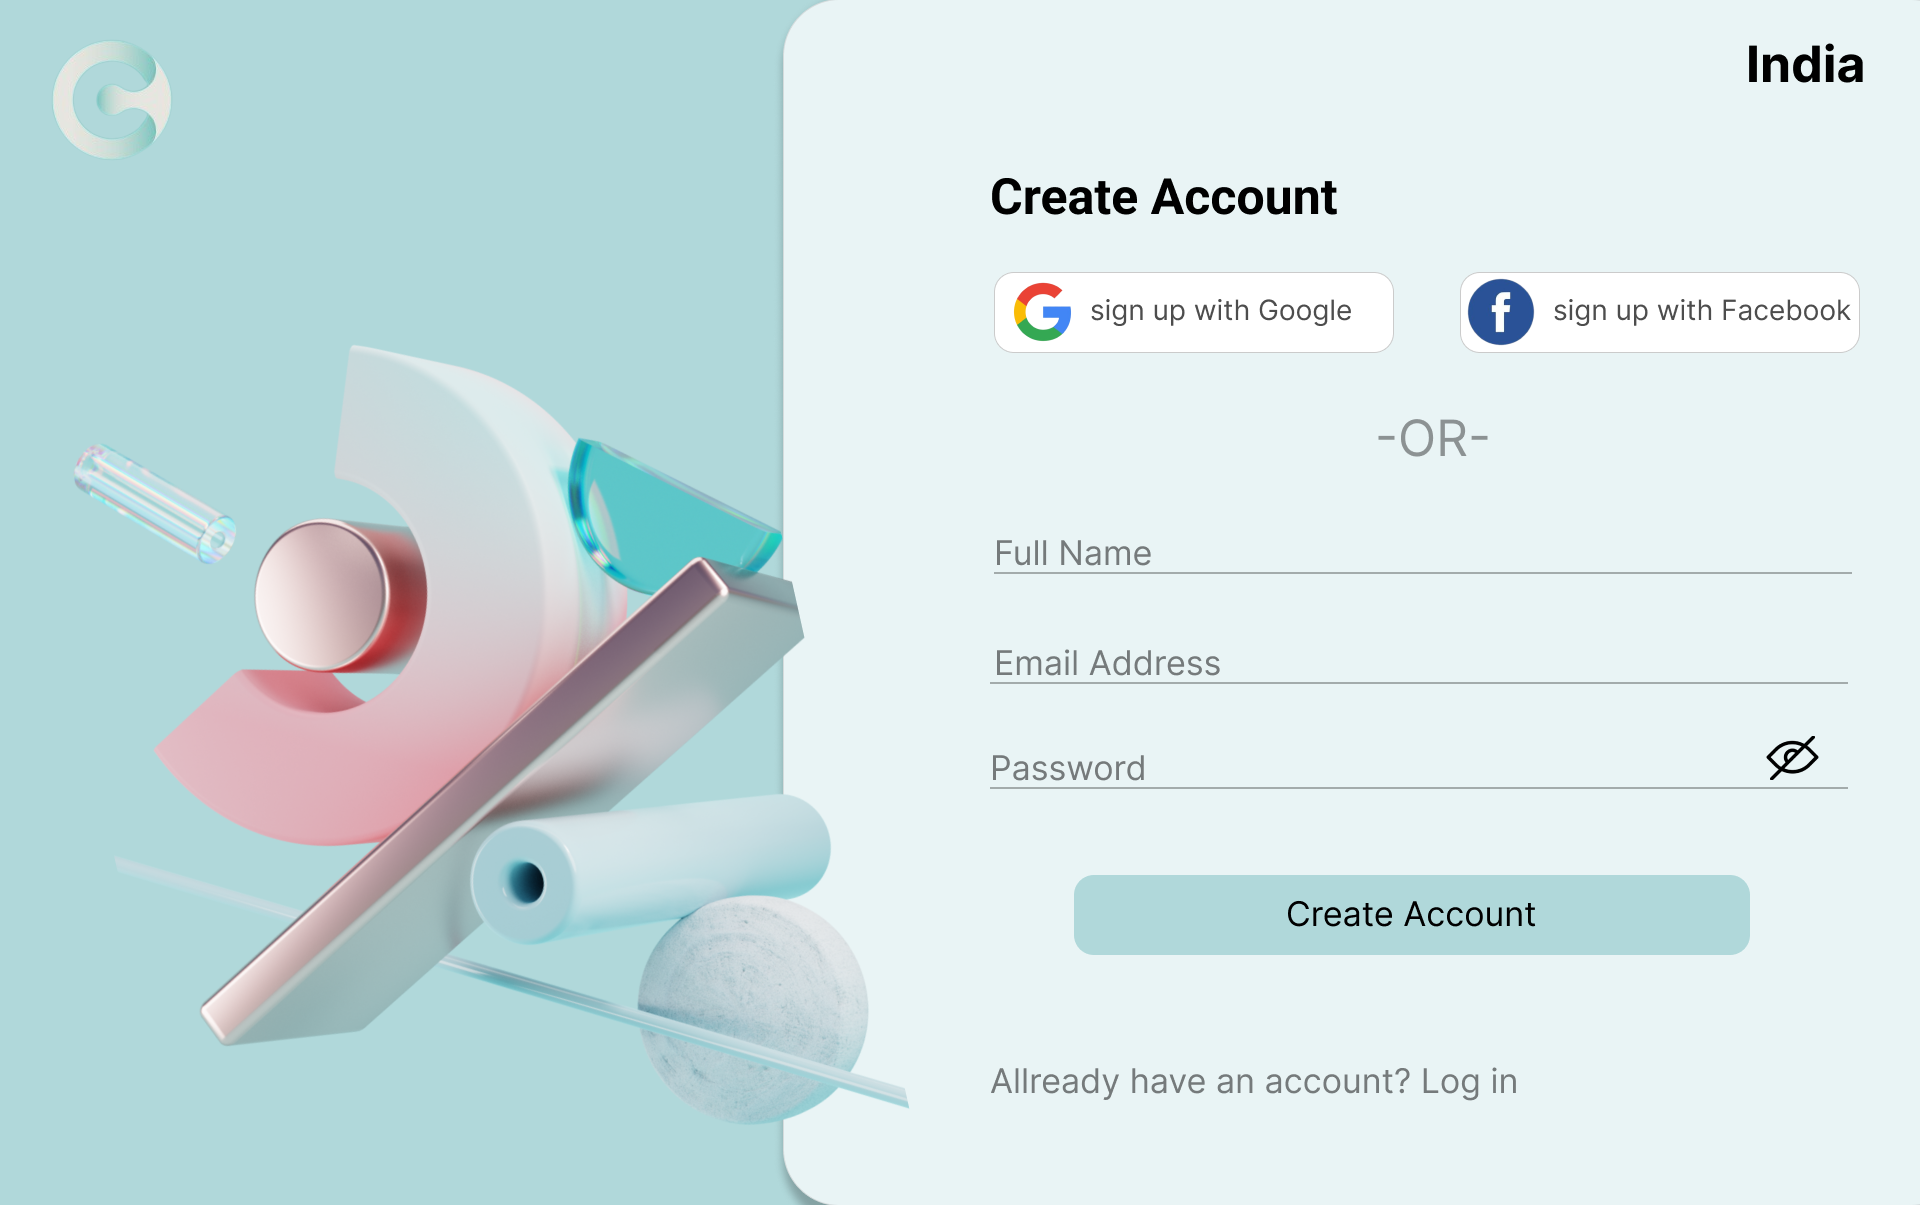 India
Create Account
sign up with Google
sign up with Facebook
-OR-
Full Name
Email Address
Password
Create Account
Allready have an account? Log in